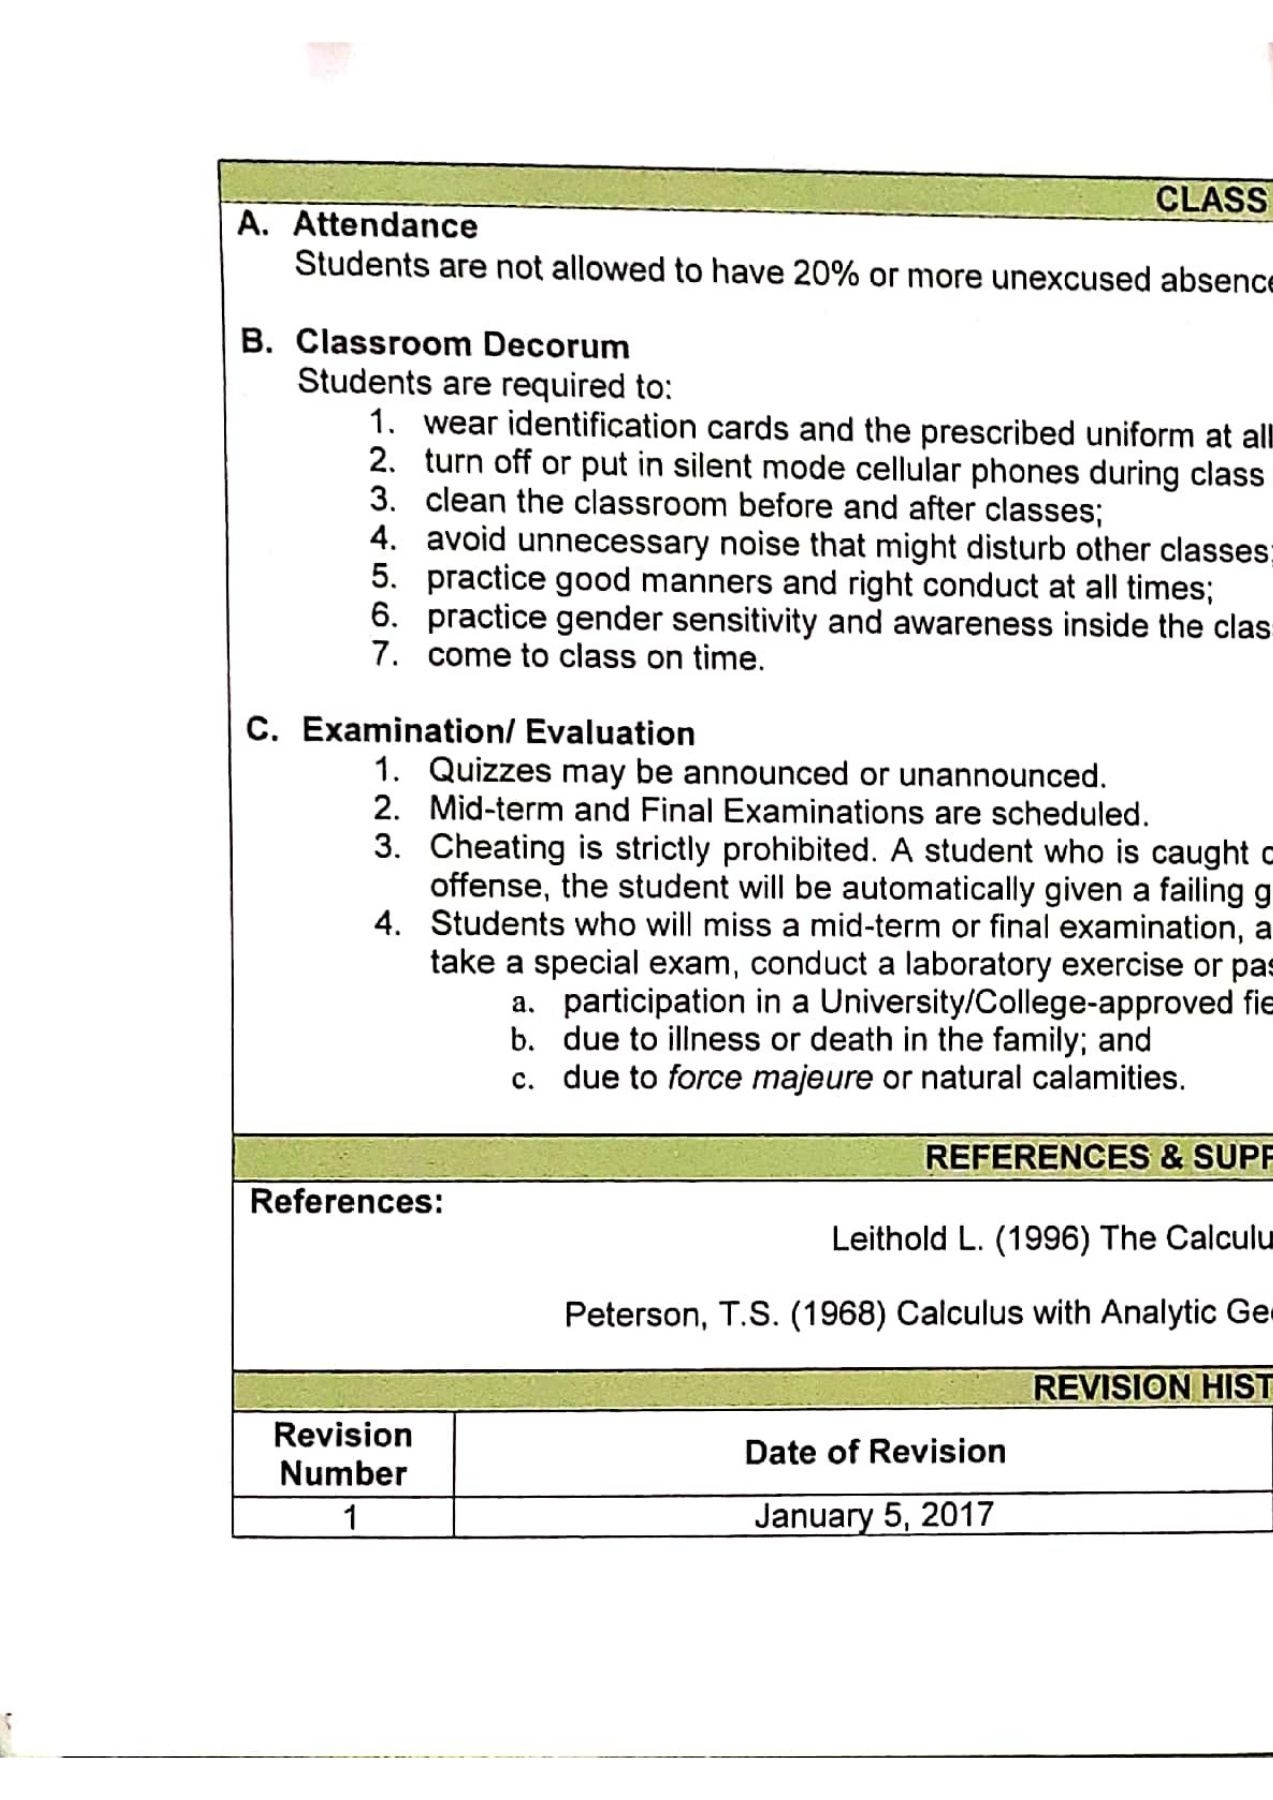 CLASS
A. Attendance
Students are not allowed to have 20% or more unexcused absence
B. Classroom Decorum
Students are required to:
1. wear identification cards and the prescribed uniform at all
2. turn off or put in silent mode cellular phones during class
3. clean the classroom before and after classes;
4. avoid unnecessary noise that might disturb other classes;
5. practice good manners and right conduct at all times;
6. practice gender sensitivity and awareness inside the clas
7. come to class on time.
C. Examination/ Evaluation
1. Quizzes may be announced or unannounced.
2. Mid-term and Final Examinations are scheduled.
3. Cheating is strictly prohibited. A student who is caught c
offense, the student will be automatically given a failing g
4. Students who will miss a mid-term or final examination, a
take a special exam, conduct a laboratory exercise or pas
a. participation in a University/College-approved fie
b. due to illness or death in the family; and
c. due to force majeure or natural calamities.
REFERENCES & SUPP
References:
Leithold L. (1996) The Calculu
Peterson, T.S. (1968) Calculus with Analytic Geo
REVISION HIST
Revision
Number
Date of Revision
1
January 5, 2017